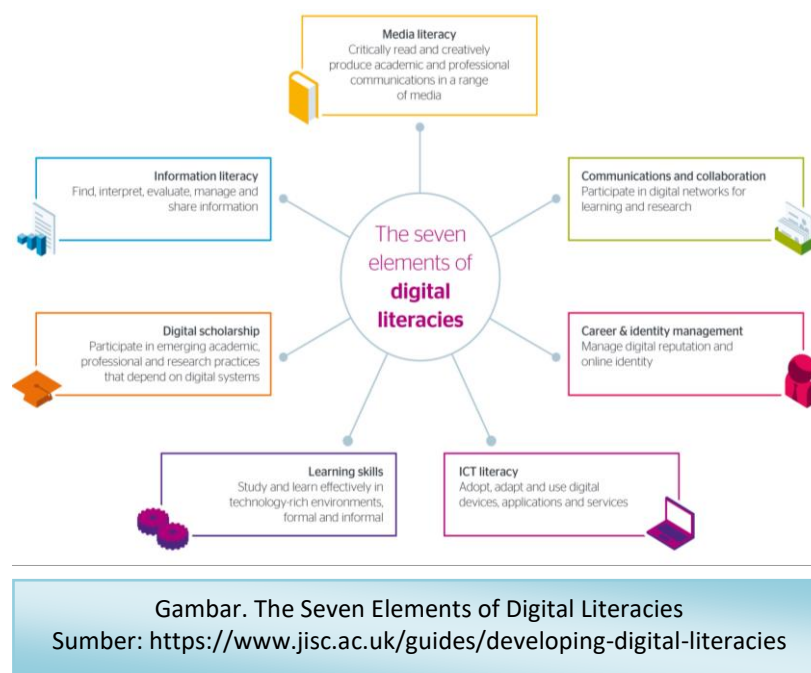 Media literacy
Critically read and creatively
produce academic and professional
communications in a range
of media
Information literacy
Find, interpret, evaluate, manage and
share information
Communications and collaboration
Participate in digital networks for
learning and research
The seven
elements of
digital
literacies
Digital scholarship
Participate in emerging academic,
professional and research practices
that depend on digital systems
Career & identity management
Manage digital reputation and
online identity
Learning skills
Study and learn effectively in
technology-rich environments,
formal and informal
ICT literacy
Adopt, adapt and use digital
devices, applications and services
Gambar. The Seven Elements of Digital Literacies
Sumber: https://www.jisc.ac.uk/guides/developing-digital-literacies